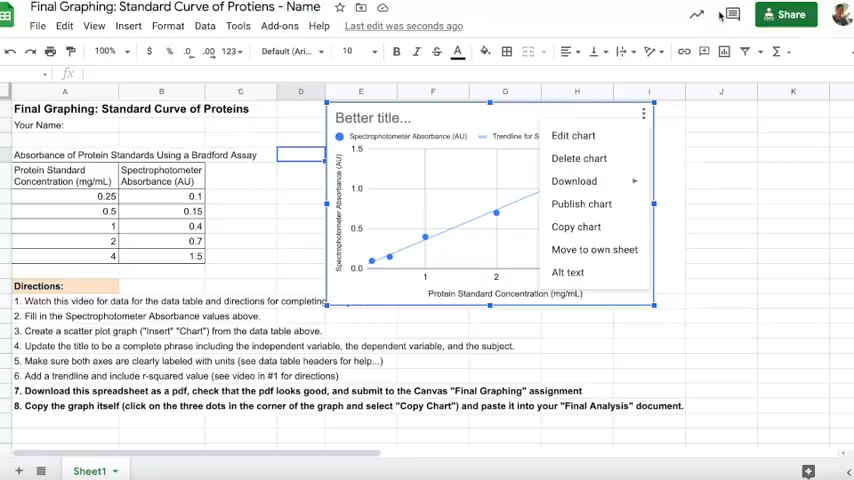 Final Graphing: Standard Curve of Protiens - Name
File Edit View Insert Format Data Tools Add-ons Help Last edit was seconds ago
Share
100% $ % .0 .00 123 Default (Ari... 10 B I S A
fx
A B C D E F G H I J K
Final Graphing: Standard Curve of Proteins
Your Name:
Absorbance of Protein Standards Using a Bradford Assay
Protein Standard Concentration (mg/mL) Spectrophotometer Absorbance (AU)
0.25 0.1
0.5 0.15
1 0.4
2 0.7
4 1.5
Better title...
Spectrophotometer Absorbance (AU) Trendline for S
Spectrophotometer Absorbance (AU)
1.5
1.0
0.5
0.0
1 2
Protein Standard Concentration (mg/mL)
Edit chart
Delete chart
Download
Publish chart
Copy chart
Move to own sheet
Alt text
Directions:
1. Watch this video for data for the data table and directions for completing
2. Fill in the Spectrophotometer Absorbance values above.
3. Create a scatter plot graph ("Insert" "Chart") from the data table above.
4. Update the title to be a complete phrase including the independent variable, the dependent variable, and the subject.
5. Make sure both axes are clearly labeled with units (see data table headers for help...)
6. Add a trendline and include r-squared value (see video in #1 for directions)
7. Download this spreadsheet as a pdf, check that the pdf looks good, and submit to the Canvas "Final Graphing" assignment
8. Copy the graph itself (click on the three dots in the corner of the graph and select "Copy Chart") and paste it into your "Final Analysis" document.
Sheet1